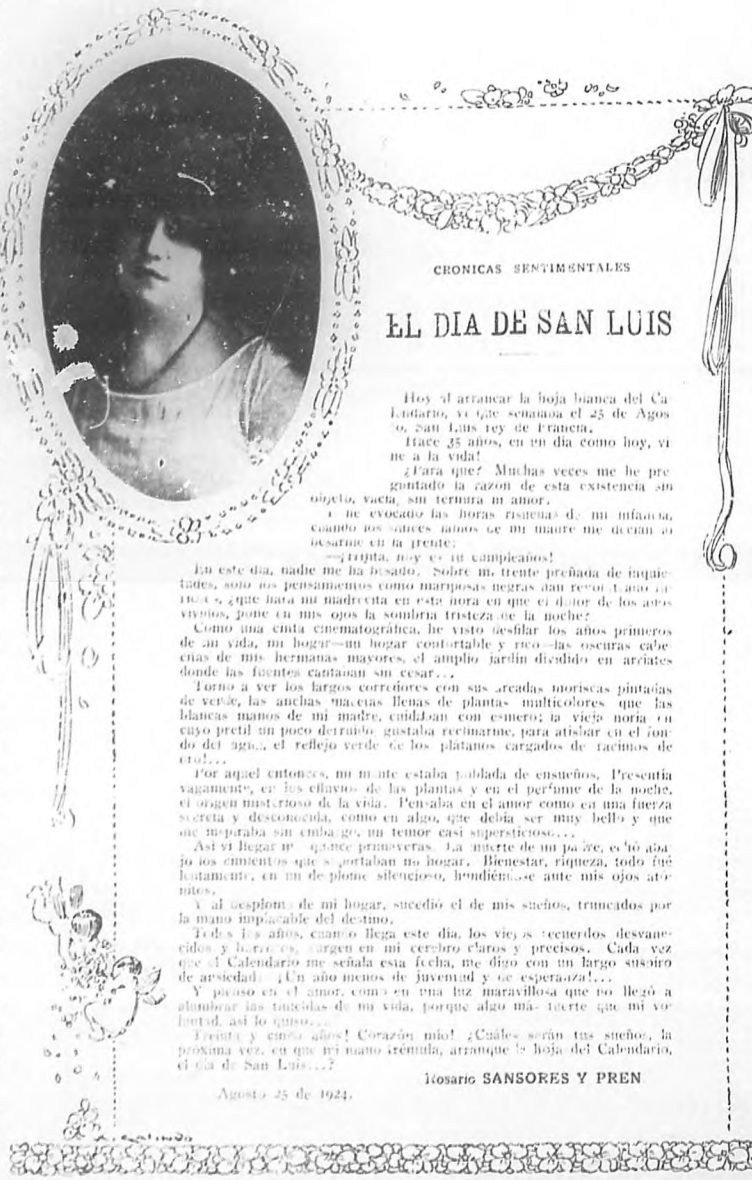 CRONICAS SENTIMENTALES
EL DIA DE SAN LUIS
Hoy al arrancar la hoja blanca del Ca-
lendario, vi que señalaba el 25 de Agos-
to, San Luis rey de Francia.
Hace 35 años, en un dia como hoy, vi
ne a la vida!
¿Para que? Muchas veces me he pre
guntado la razón de esta existencia sin
objeto, vacía, sin ternura ni amor.
Y he evocado las horas risueñas de mi infancia,
cuando los labios de mi madre me decían al
besarme en la frente:
—¡ hoy es tu cumpleaños!
En este día, nadie me ha besado. Sobre mi frente preñada de inquie-
tudes, solo los pensamientos como mariposas negras han
¿que hará mi madrecita en esta hora en que el dolor de los años
vividos, pone en mis ojos la sombria tristeza de la noche?
Como una cinta cinematográfica, he visto desfilar los años primeros
de mi vida, mi hogar—un hogar confortable y rico—las oscuras cabe-
citas de mis hermanas mayores, el amplio jardin dividido en arriates
donde las fuentes cantaban sin cesar...
Torno a ver los largos corredores con sus arcadas moriscas pintadas
de verde, las anchas macetas llenas de plantas multicolores que las
blancas manos de mi madre, cuidaban con esmero; la vieja noria en
cuyo pretil un poco derruido, gustaba reclinarme, para atisbar en el fon-
do del agua, el reflejo verde de los plátanos cargados de racimos de
oro!...
Por aquel entonces, mi mente estaba poblada de ensueños. Presentía
vagamente, en los efluvios de las plantas y en el perfume de la noche,
el origen misterioso de la vida. Pensaba en el amor como en una fuerza
secreta y desconocida, como en algo, que debía ser muy bello y que
me inspiraba sin embargo, un temor casi supersticioso...
Así vi llegar mis quince primaveras. La muerte de mi padre, echó aba-
jo los cimientos que soportaban mi hogar. Bienestar, riqueza, todo fué
lentamente, en un desplome silencioso, hundiéndose ante mis ojos ató-
nitos.
Y al desplome de mi hogar, sucedió el de mis sueños, truncados por
la mano implacable del destino.
Todos los años, cuando llega este día, los viejos recuerdos desvane-
cidos y surgen en mi cerebro claros y precisos. Cada vez
que el Calendario me señala esta fecha, me digo con un largo suspiro
de ansiedad: ¡Un año menos de juventud y de esperanza!...
Y pienso en el amor, como en una luz maravillosa que no llegó a
alumbrar las tinieblas de mi vida, porque algo más fuerte que mi vo-
luntad, así lo quiso...
Treinta y cinco años! Corazón mio! ¿Cuáles serán tus sueños, la
próxima vez, en que mi mano trémula, arranque la hoja del Calendario,
el dia de San Luis...?
Rosario SANSORES Y PREN
Agosto 25 de 1924.